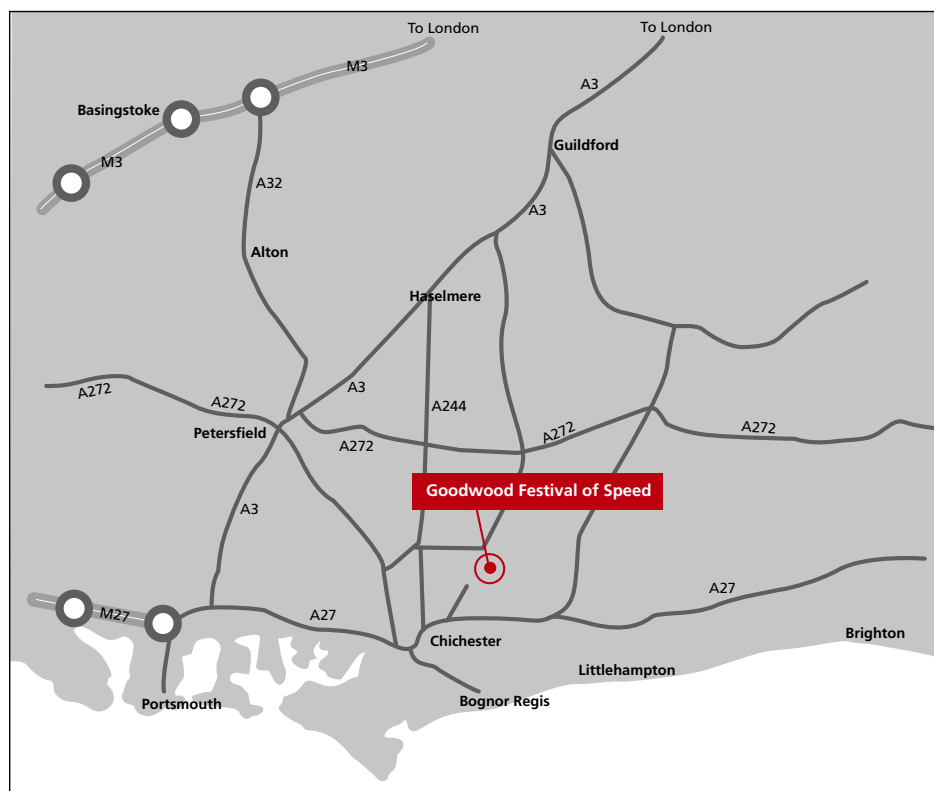 To London
To London
M3
A3
Basingstoke
Guildford
M3
A32
A3
Alton
Haselmere
A3
A272
A272
A244
A272
A272
Petersfield
A272
Goodwood Festival of Speed
A3
A27
M27
A27
Chichester
Brighton
Littlehampton
Portsmouth
Bognor Regis